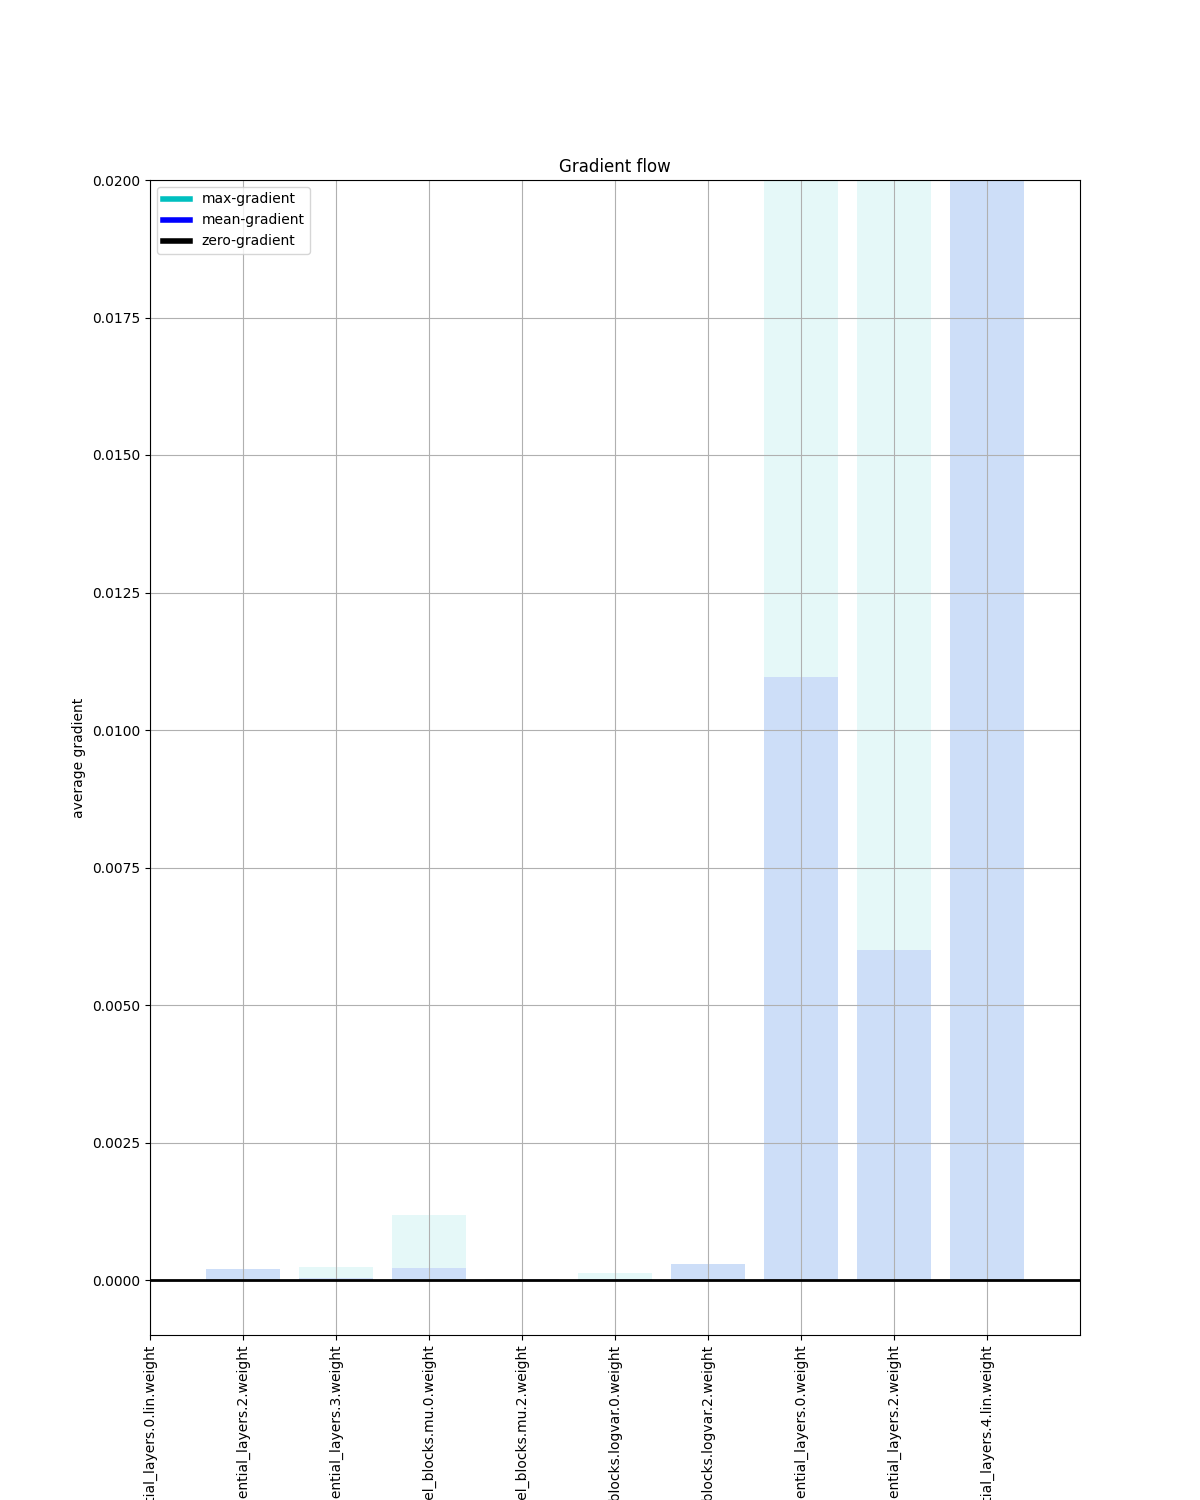 Gradient flow
max-gradient
mean-gradient
zero-gradient
0.0200
0.0175
0.0150
0.0125
0.0100
0.0075
0.0050
0.0025
0.0000
average gradient
tial_layers.0.lin.weight
ential_layers.2.weight
ential_layers.3.weight
el_blocks.mu.0.weight
el_blocks.mu.2.weight
blocks.logvar.0.weight
blocks.logvar.2.weight
ential_layers.0.weight
ential_layers.2.weight
tial_layers.4.lin.weight